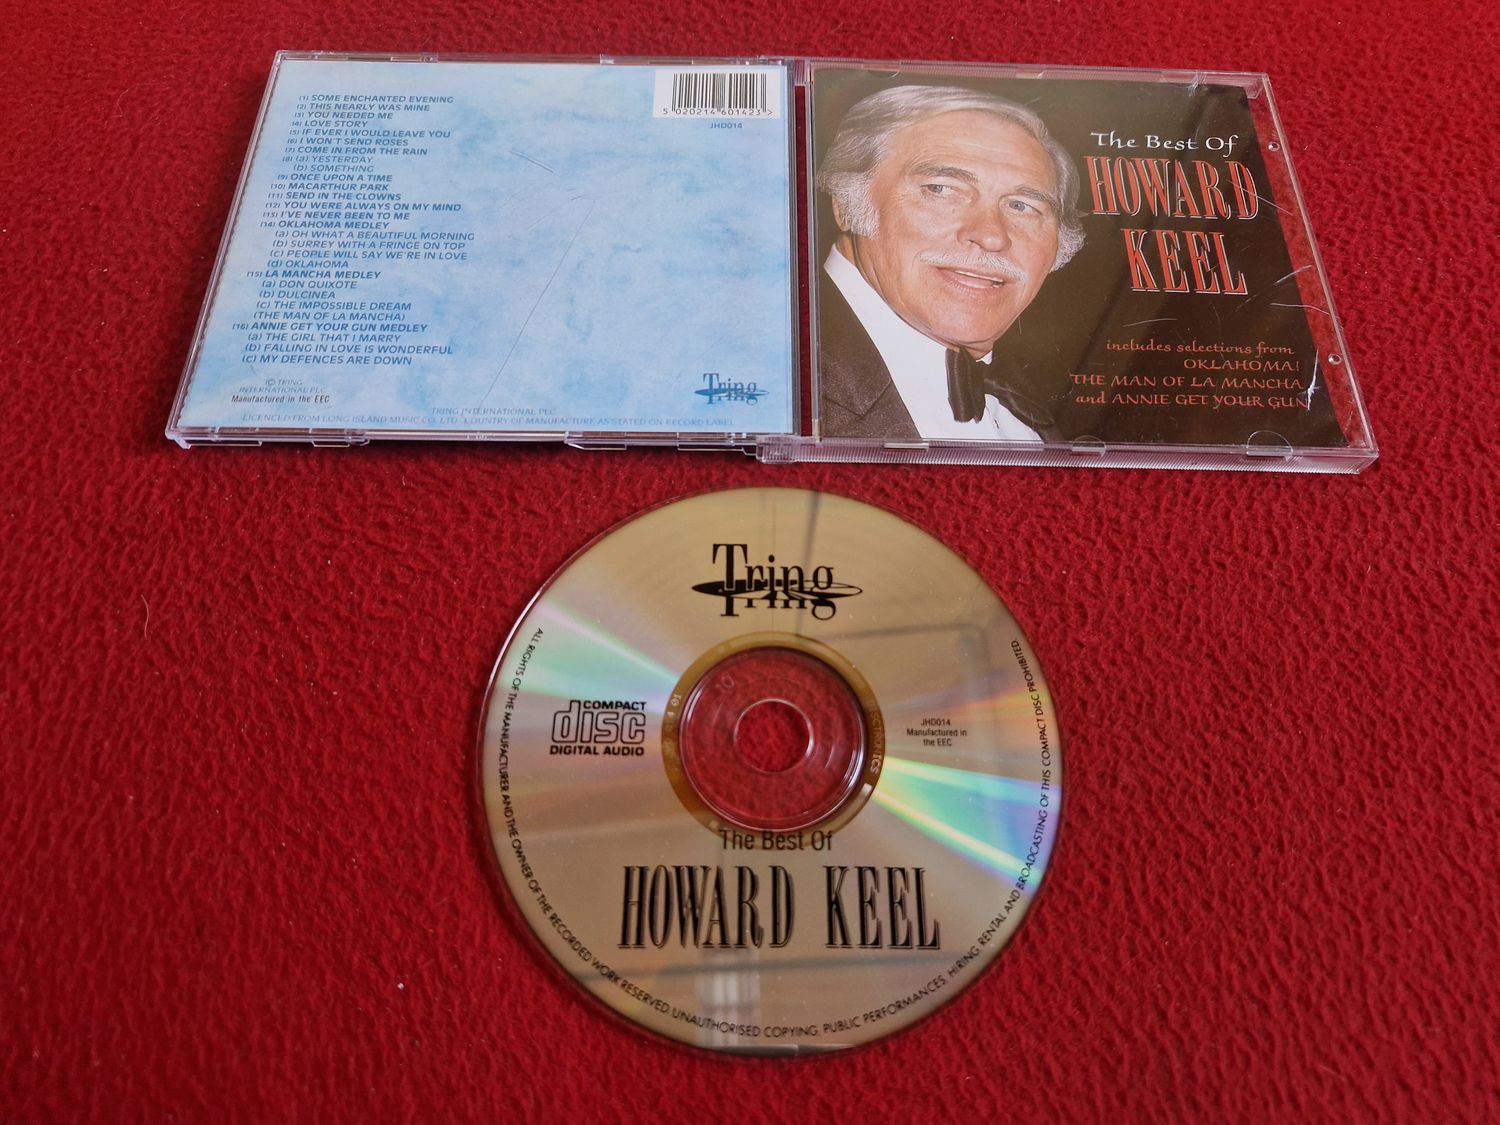 (1) SOME ENCHANTED EVENING
(2) THIS NEARLY WAS MINE
(3) YOU NEEDED ME
(4) LOVE STORY
(5) IF EVER I WOULD LEAVE YOU
(6) I WON'T SEND ROSES
(7) COME IN FROM THE RAIN
(8) (a) YESTERDAY
(b) SOMETHING
(9) ONCE UPON A TIME
(10) MACARTHUR PARK
(11) SEND IN THE CLOWNS
(12) YOU WERE ALWAYS ON MY MIND
(13) I'VE NEVER BEEN TO ME
(14) OKLAHOMA MEDLEY
(a) OH WHAT A BEAUTIFUL MORNING
(b) SURREY WITH A FRINGE ON TOP
(c) PEOPLE WILL SAY WE'RE IN LOVE
(d) OKLAHOMA
(15) LA MANCHA MEDLEY
(a) DON QUIXOTE
(b) DULCINEA
(c) THE IMPOSSIBLE DREAM
(THE MAN OF LA MANCHA)
(16) ANNIE GET YOUR GUN MEDLEY
(a) THE GIRL THAT I MARRY
(b) FALLING IN LOVE IS WONDERFUL
(c) MY DEFENCES ARE DOWN
© TRING
INTERNATIONAL PLC
Manufactured in the EEC
TRING INTERNATIONAL PLC
LICENCED FROM LONG ISLAND MUSIC CO. LTD. COUNTRY OF MANUFACTURE AS STATED ON RECORD LABEL
5 020214 601423 >
JHD014
Tring
The Best Of
HOWARD
KEEL
includes selections from
OKLAHOMA!
THE MAN OF LA MANCHA
and ANNIE GET YOUR GUN
Tring
COMPACT
disc
DIGITAL AUDIO
JHD014
Manufactured in
the EEC
The Best Of
HOWARD KEEL
ALL RIGHTS OF THE MANUFACTURER AND THE OWNER OF THE RECORDED WORK RESERVED. UNAUTHORISED COPYING, PUBLIC PERFORMANCES, HIRING, RENTAL AND BROADCASTING OF THIS COMPACT DISC PROHIBITED.